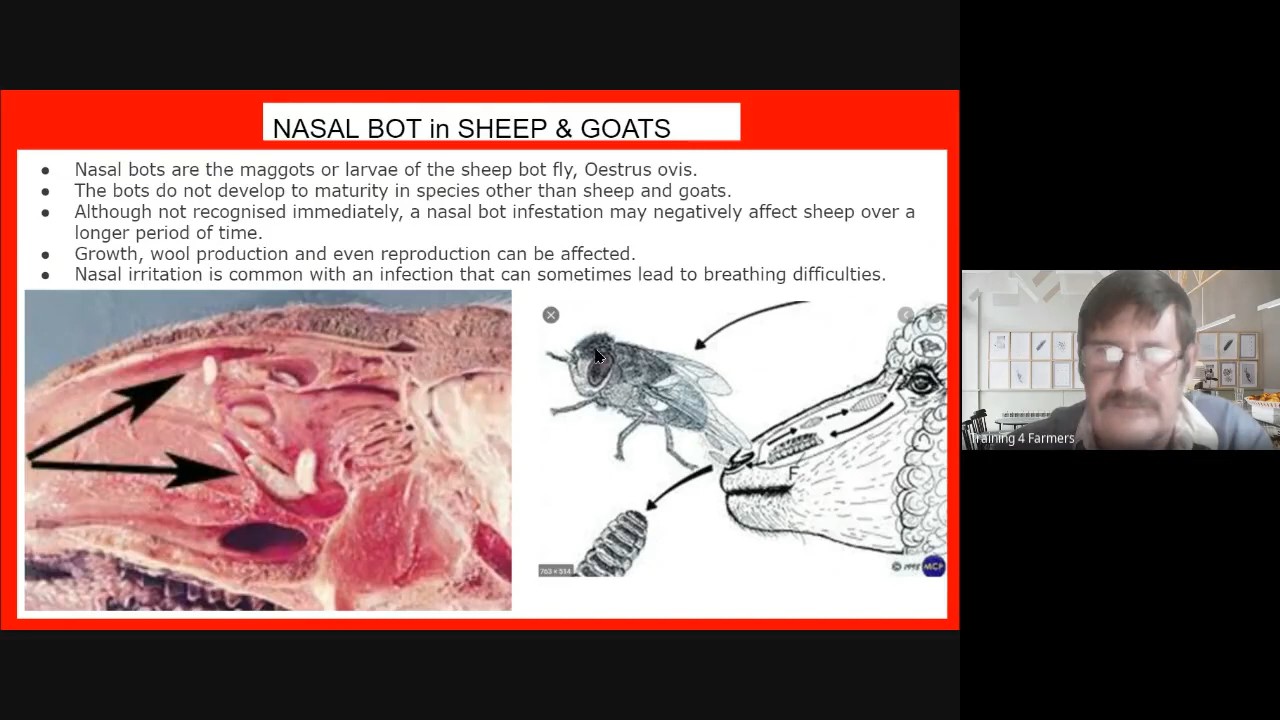 NASAL BOT in SHEEP & GOATS
● Nasal bots are the maggots or larvae of the sheep bot fly, Oestrus ovis.
● The bots do not develop to maturity in species other than sheep and goats.
● Although not recognised immediately, a nasal bot infestation may negatively affect sheep over a
longer period of time.
● Growth, wool production and even reproduction can be affected.
● Nasal irritation is common with an infection that can sometimes lead to breathing difficulties.
F
763 × 514
© 1998 MCP
Training 4 Farmers